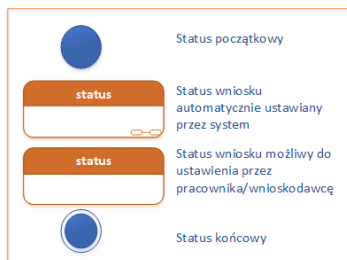 Status początkowy
status
Status wniosku
automatycznie ustawiany
przez system
status
Status wniosku możliwy do
ustawienia przez
pracownika/wnioskodawcę
Status końcowy